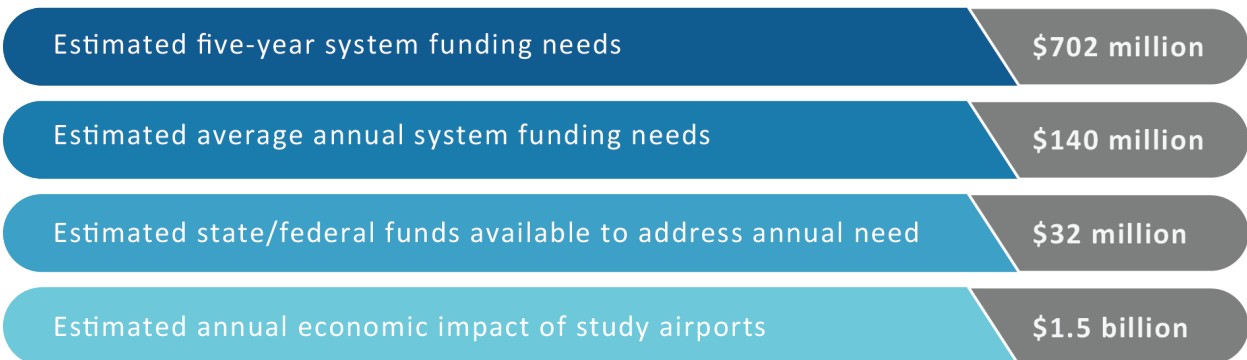 Estimated five-year system funding needs $702 million
Estimated average annual system funding needs $140 million
Estimated state/federal funds available to address annual need $32 million
Estimated annual economic impact of study airports $1.5 billion